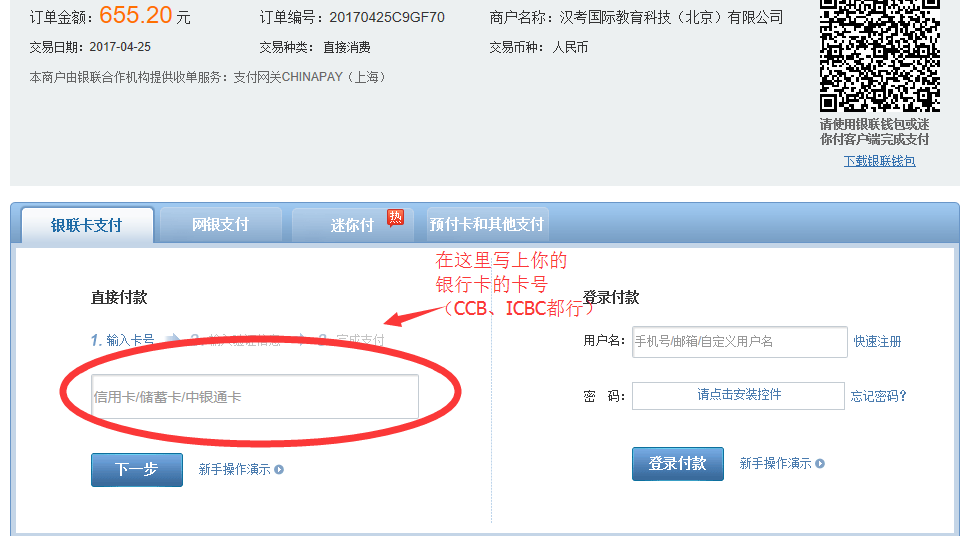 订单金额：655.20 元 订单编号：20170425C9GF70 商户名称：汉考国际教育科技（北京）有限公司
交易日期：2017-04-25 交易种类： 直接消费 交易币种： 人民币
本商户由银联合作机构提供收单服务：支付网关CHINAPAY（上海）
请使用银联钱包或迷
你付客户端完成支付
下载银联钱包
银联卡支付 网银支付 迷你付 热 预付卡和其他支付
在这里写上你的
银行卡的卡号
（CCB、ICBC都行）
直接付款
1. 输入卡号 2. 输入验证信息 3. 完成支付
信用卡/储蓄卡/中银通卡
下一步 新手操作演示
登录付款
用户名： 手机号/邮箱/自定义用户名 快速注册
密 码： 请点击安装控件 忘记密码?
登录付款 新手操作演示